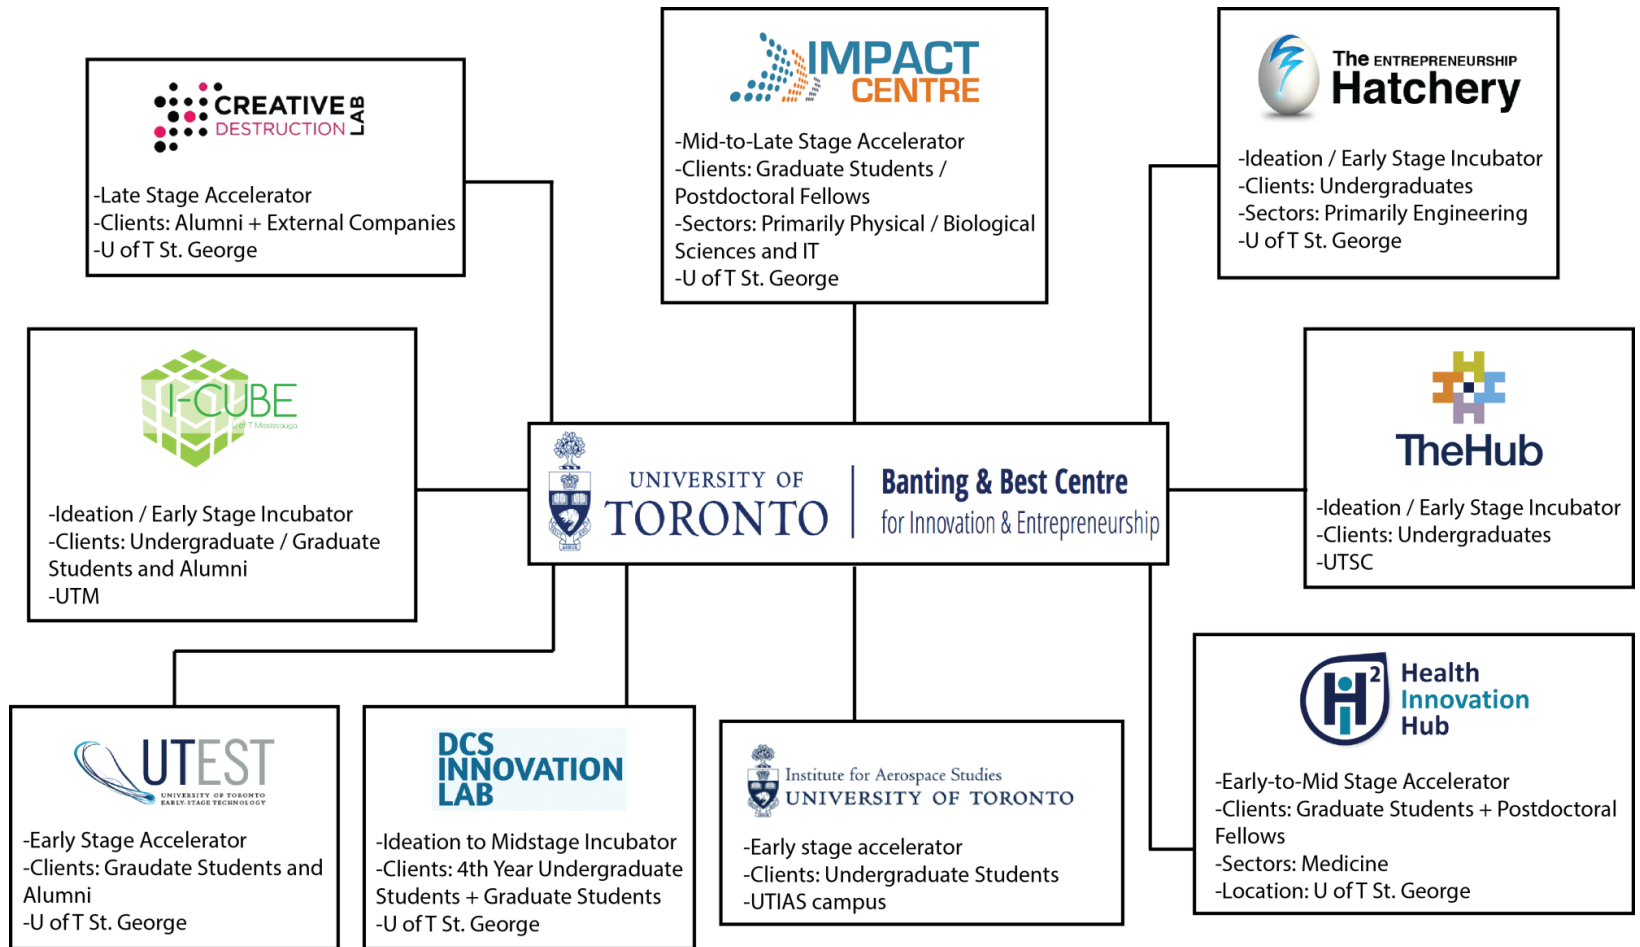 CREATIVE
DESTRUCTION
LAB
-Late Stage Accelerator
-Clients: Alumni + External Companies
-U of T St. George
IMPACT
CENTRE
-Mid-to-Late Stage Accelerator
-Clients: Graduate Students /
Postdoctoral Fellows
-Sectors: Primarily Physical / Biological
Sciences and IT
-U of T St. George
The ENTREPRENEURSHIP
Hatchery
-Ideation / Early Stage Incubator
-Clients: Undergraduates
-Sectors: Primarily Engineering
-U of T St. George
I-CUBE
U of T Mississauga
-Ideation / Early Stage Incubator
-Clients: Undergraduate / Graduate
Students and Alumni
-UTM
UNIVERSITY OF
TORONTO
Banting & Best Centre
for Innovation & Entrepreneurship
TheHub
-Ideation / Early Stage Incubator
-Clients: Undergraduates
-UTSC
UTEST
UNIVERSITY OF TORONTO
EARLY-STAGE TECHNOLOGY
-Early Stage Accelerator
-Clients: Graudate Students and
Alumni
-U of T St. George
DCS
INNOVATION
LAB
-Ideation to Midstage Incubator
-Clients: 4th Year Undergraduate
Students + Graduate Students
-U of T St. George
Institute for Aerospace Studies
UNIVERSITY OF TORONTO
-Early stage accelerator
-Clients: Undergraduate Students
-UTIAS campus
Hi2
Health
Innovation
Hub
-Early-to-Mid Stage Accelerator
-Clients: Graduate Students + Postdoctoral
Fellows
-Sectors: Medicine
-Location: U of T St. George